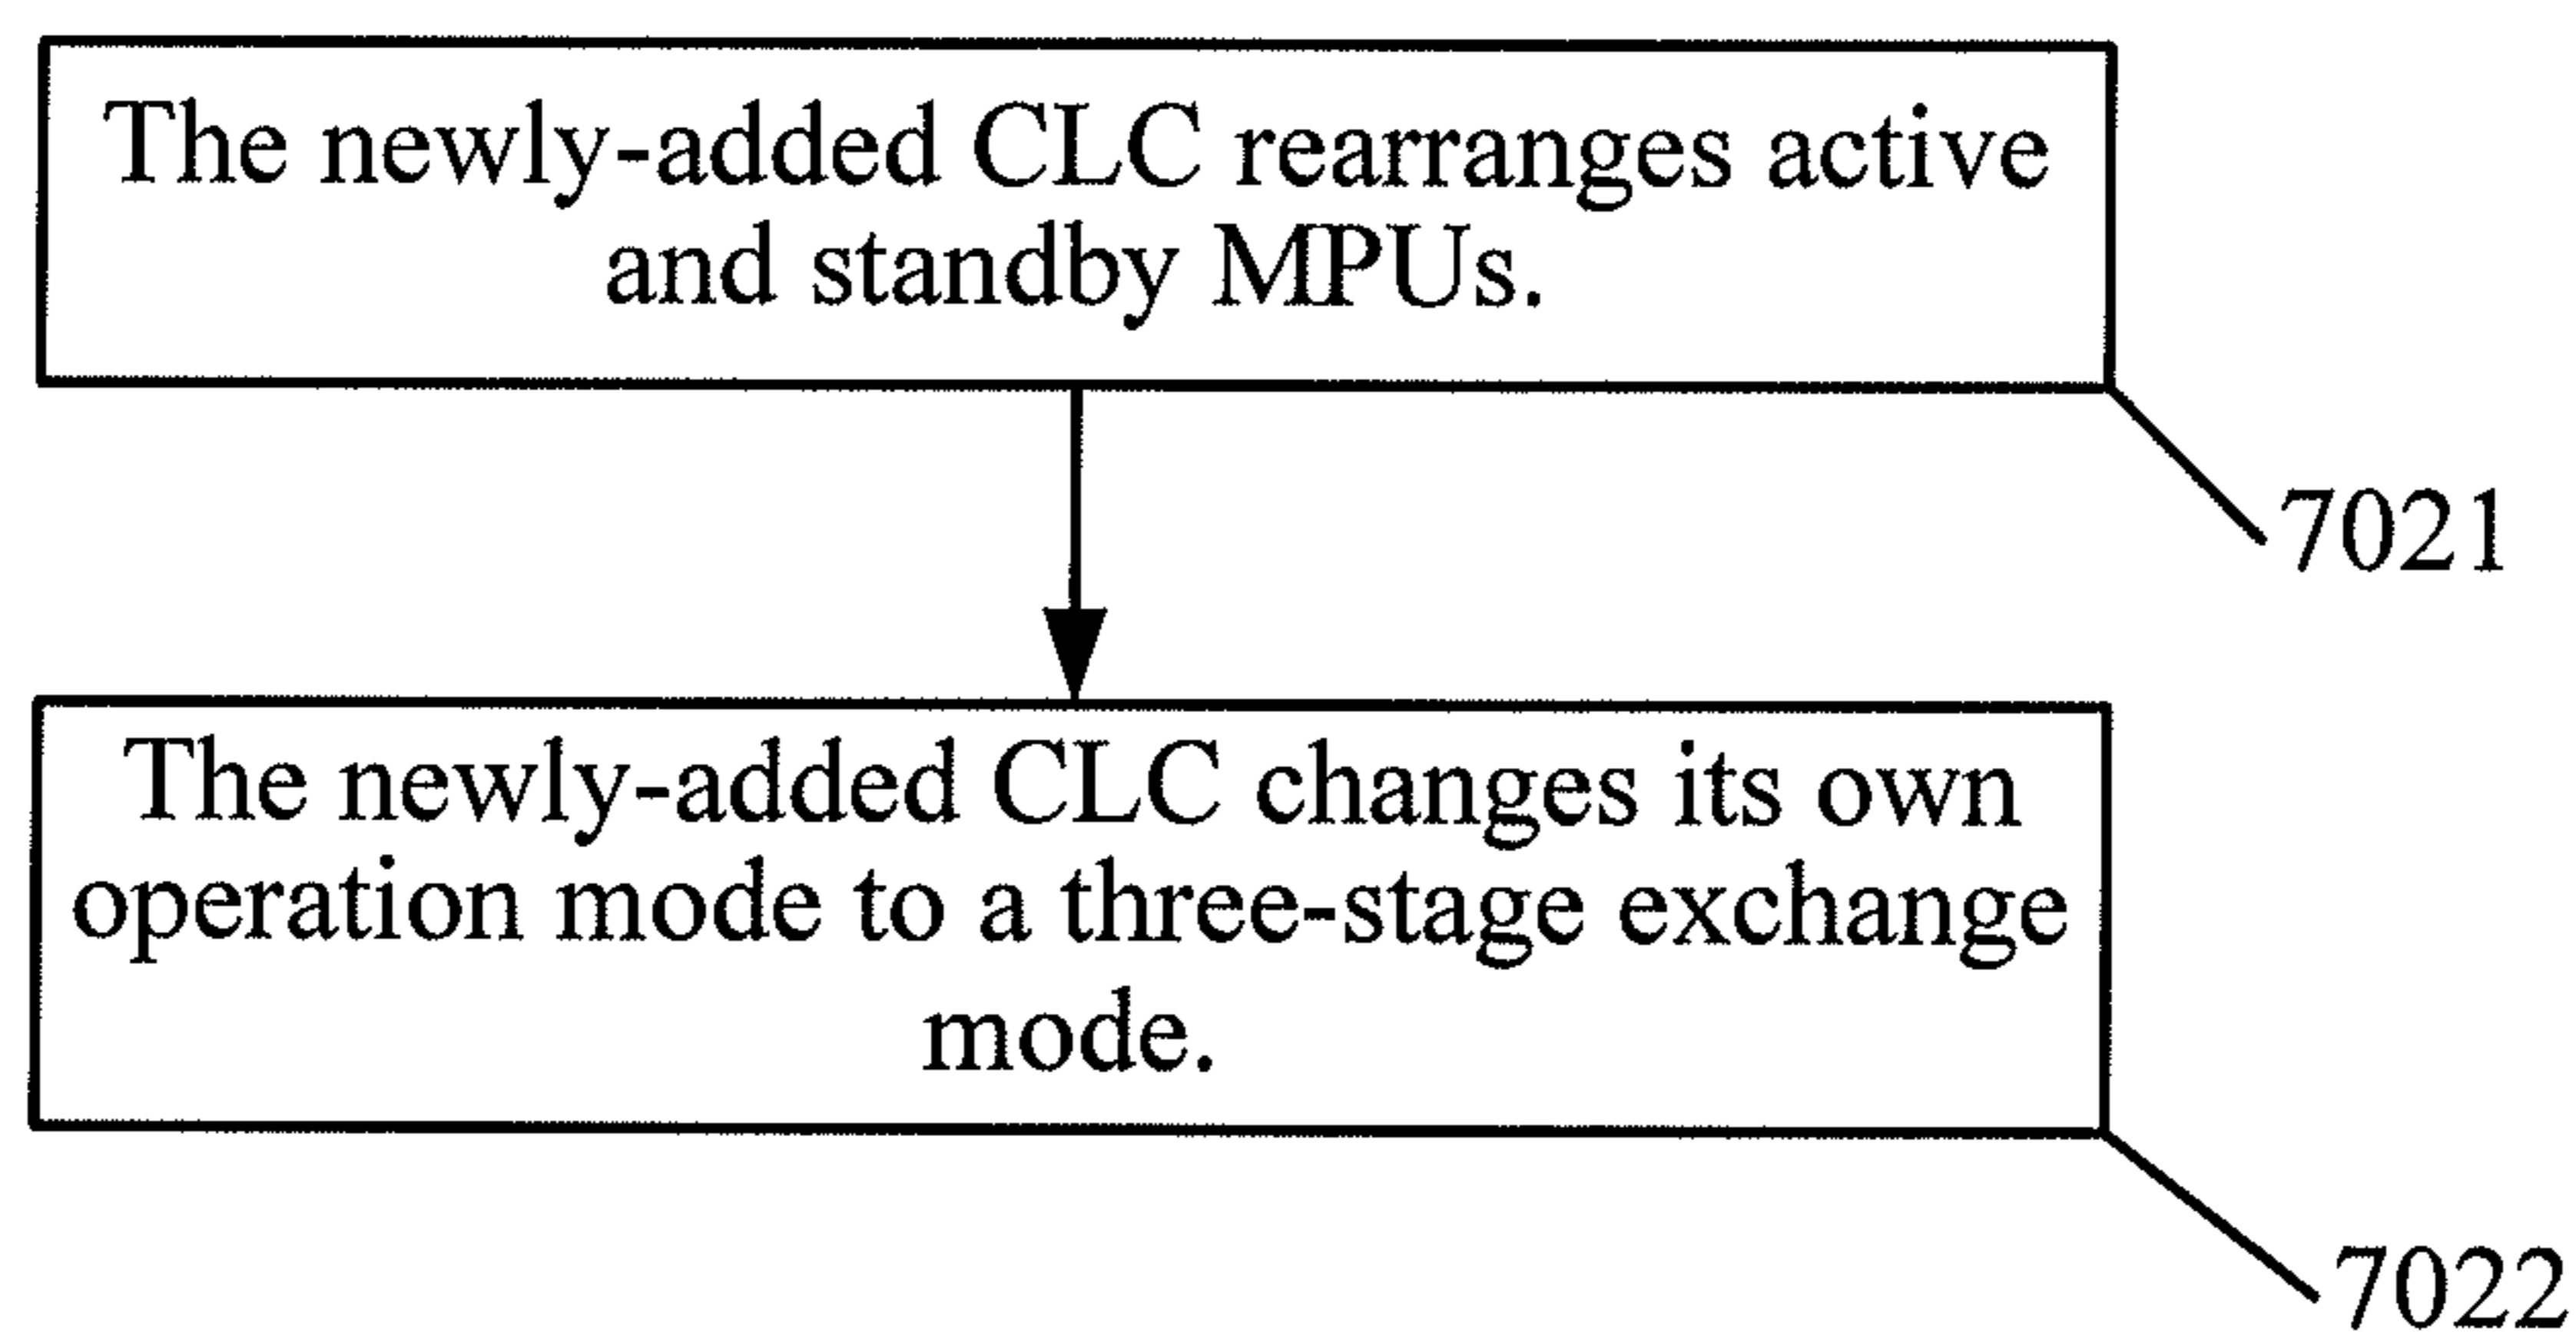 The newly-added CLC rearranges active
and standby MPUs.
7021
The newly-added CLC changes its own
operation mode to a three-stage exchange
mode.
7022